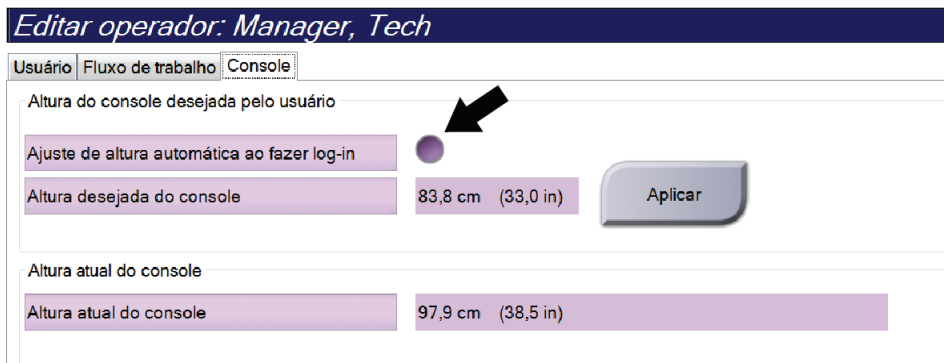 Editar operador: Manager, Tech
Usuário Fluxo de trabalho Console
Altura do console desejada pelo usuário
Ajuste de altura automática ao fazer log-in
Altura desejada do console 83,8 cm (33,0 in) Aplicar
Altura atual do console
Altura atual do console 97,9 cm (38,5 in)